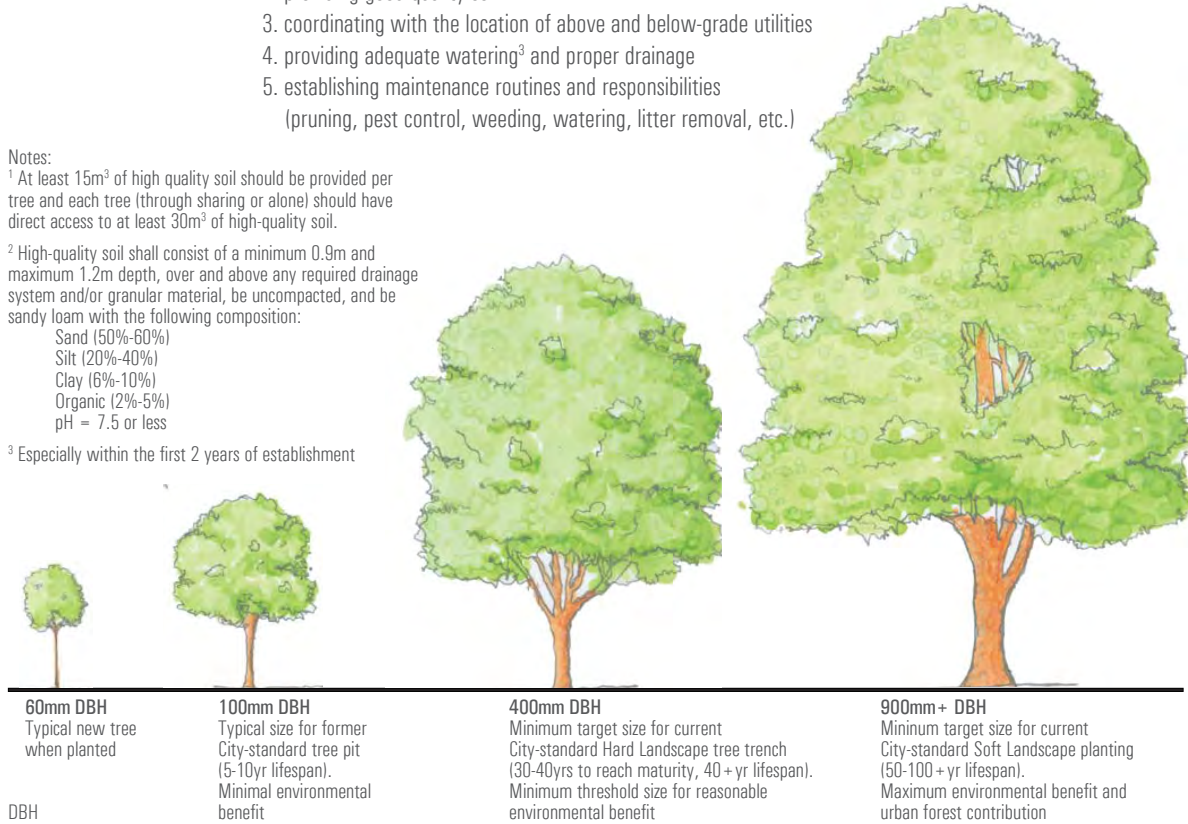 3. coordinating with the location of above and below-grade utilities
4. providing adequate watering³ and proper drainage
5. establishing maintenance routines and responsibilities
(pruning, pest control, weeding, watering, litter removal, etc.)
Notes:
¹ At least 15m³ of high quality soil should be provided per
tree and each tree (through sharing or alone) should have
direct access to at least 30m³ of high-quality soil.
² High-quality soil shall consist of a minimum 0.9m and
maximum 1.2m depth, over and above any required drainage
system and/or granular material, be uncompacted, and be
sandy loam with the following composition:
Sand (50%-60%)
Silt (20%-40%)
Clay (6%-10%)
Organic (2%-5%)
pH = 7.5 or less
³ Especially within the first 2 years of establishment
60mm DBH
Typical new tree
when planted
DBH
100mm DBH
Typical size for former
City-standard tree pit
(5-10yr lifespan).
Minimal environmental
benefit
400mm DBH
Minimum target size for current
City-standard Hard Landscape tree trench
(30-40yrs to reach maturity, 40+yr lifespan).
Minimum threshold size for reasonable
environmental benefit
900mm+ DBH
Mininum target size for current
City-standard Soft Landscape planting
(50-100+yr lifespan).
Maximum environmental benefit and
urban forest contribution